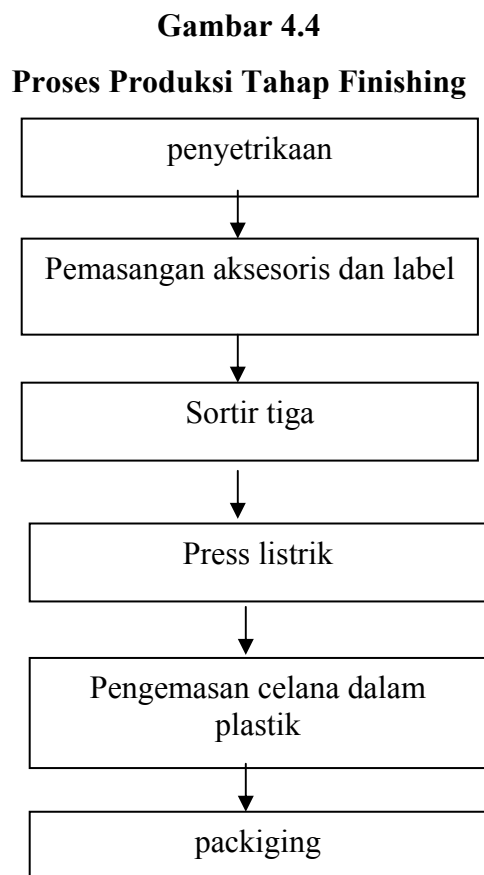 Gambar 4.4
Proses Produksi Tahap Finishing
penyetrikaan
Pemasangan aksesoris dan label
Sortir tiga
Press listrik
Pengemasan celana dalam
plastik
packiging